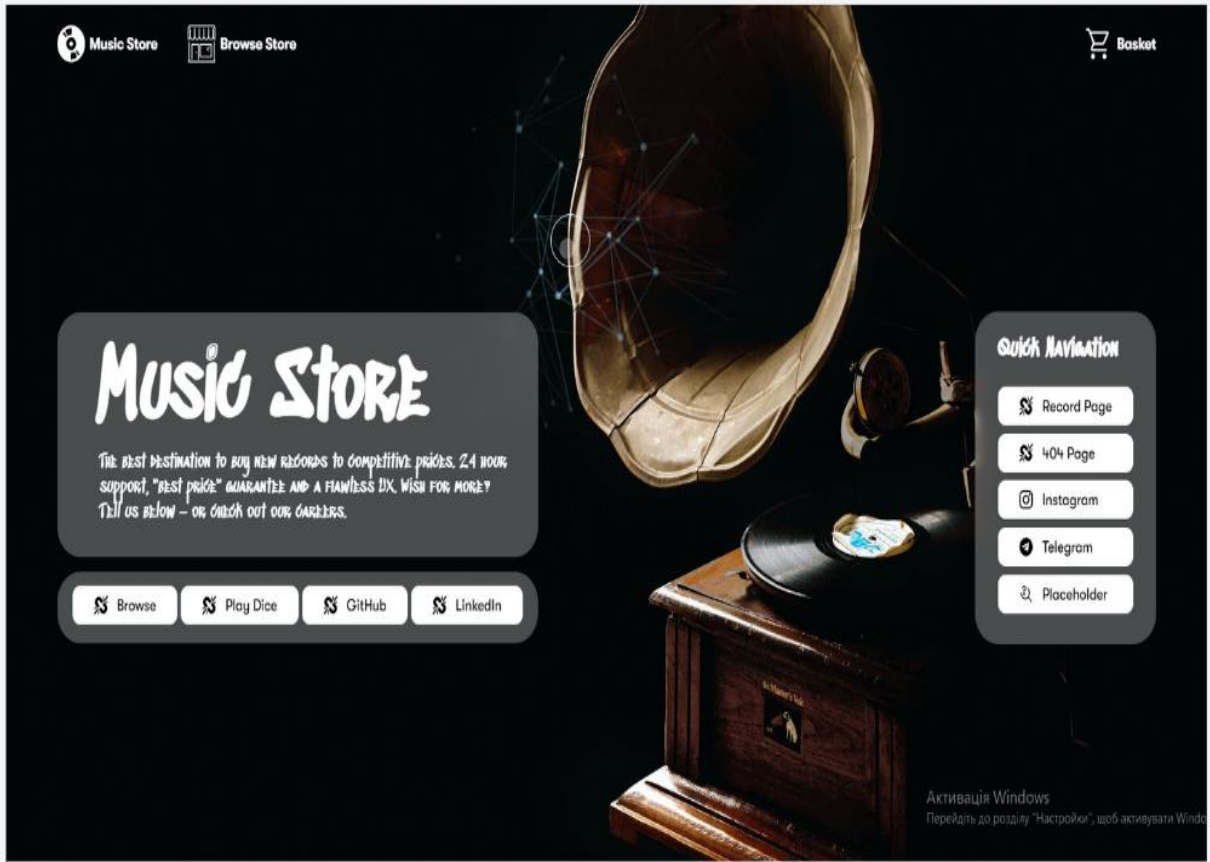 Music Store
Browse Store
Basket
Music Store
The best destination to buy new records to competitive prices. 24 hour
support, "best price" guarantee and a flawless UX. Wish for more?
Tell us below – or check out our careers.
Browse
Play Dice
GitHub
LinkedIn
Quick Navigation
Record Page
404 Page
Instagram
Telegram
Placeholder
Активація Windows
Перейдіть до розділу "Настройки", щоб активувати Windo